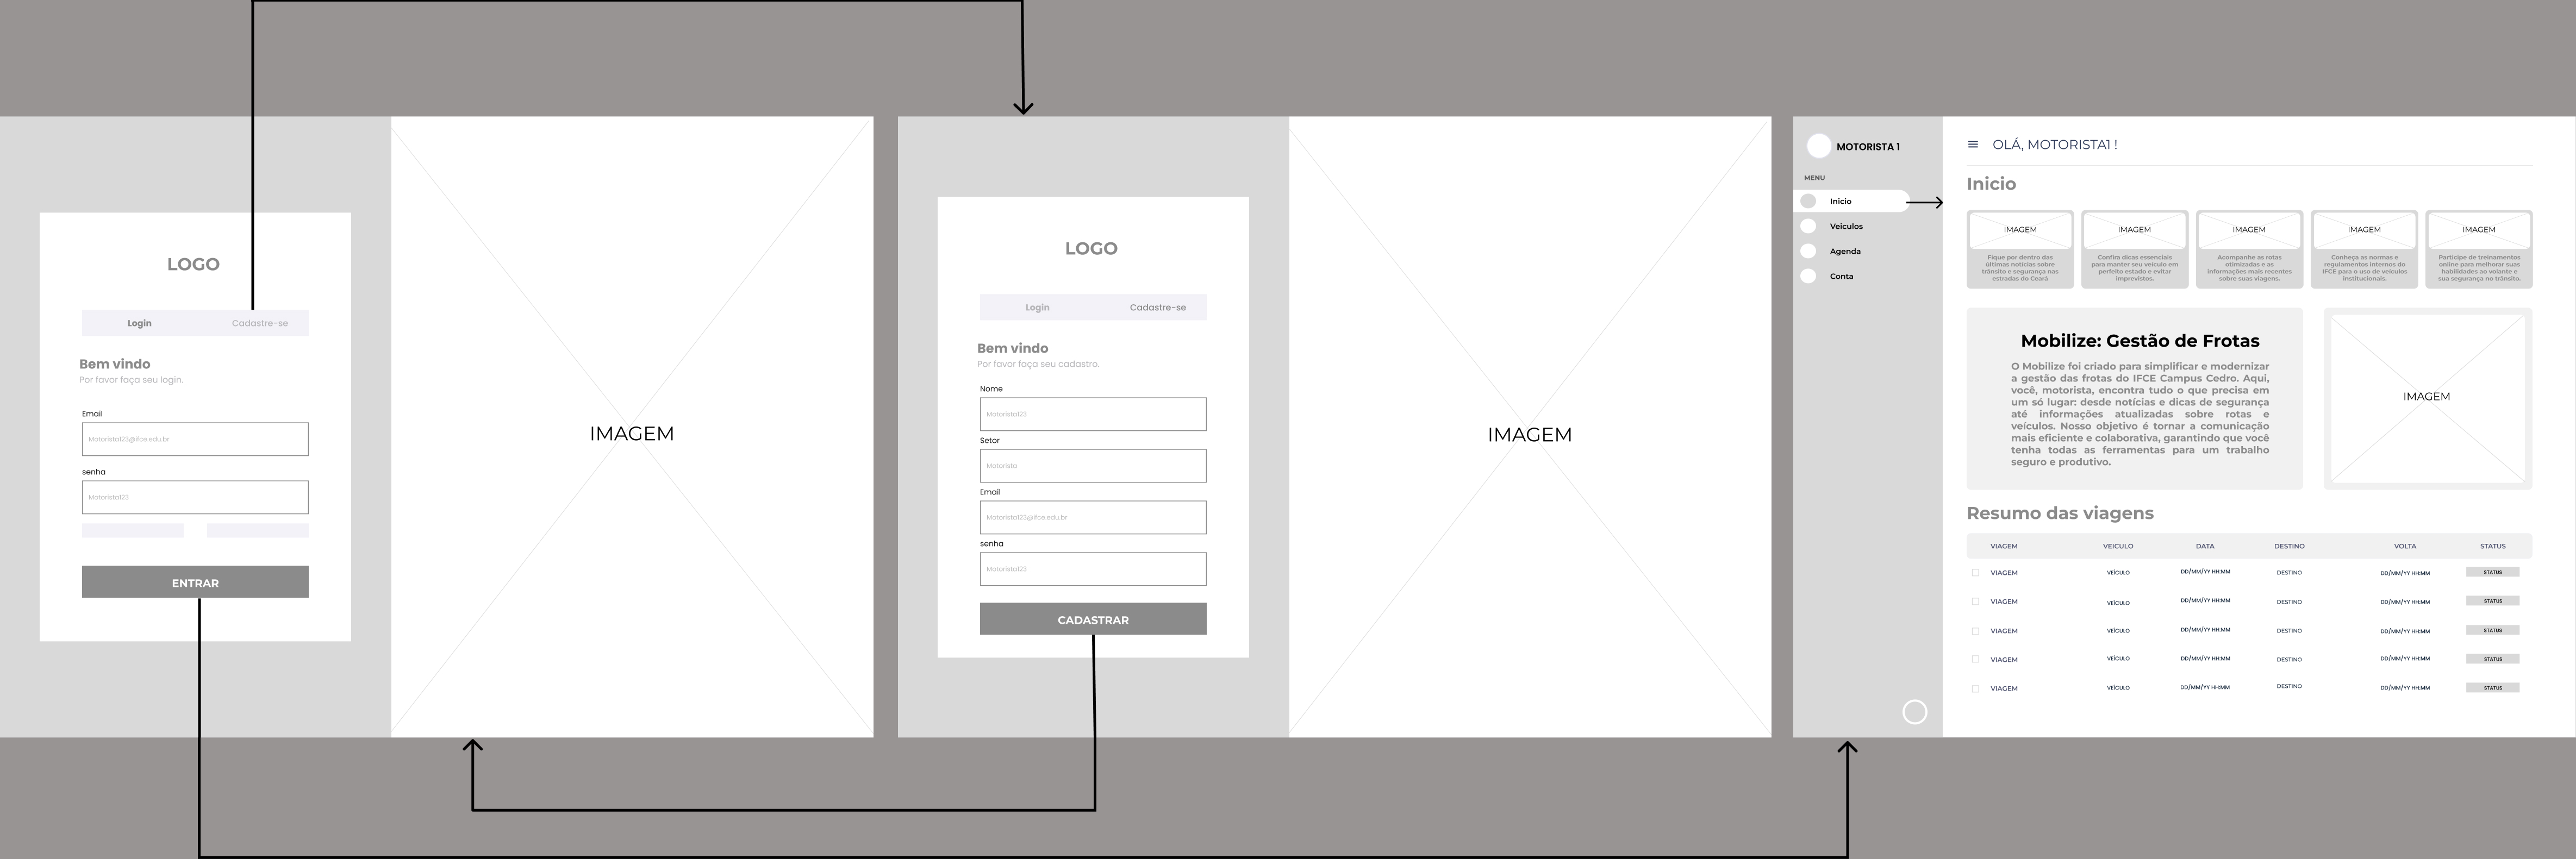 LOGO
Login Cadastre-se
Bem vindo
Por favor faça seu login.
Email
Motorista123@ifce.edu.br
senha
Motorista123
ENTRAR
IMAGEM
LOGO
Login Cadastre-se
Bem vindo
Por favor faça seu cadastro.
Nome
Motorista123
Setor
Motorista
Email
Motorista123@ifce.edu.br
senha
Motorista123
CADASTRAR
IMAGEM
MOTORISTA 1
MENU
Inicio
Veiculos
Agenda
Conta
OLÁ, MOTORISTA1 !
Inicio
IMAGEM
Fique por dentro das
últimas notícias sobre
trânsito e segurança nas
estradas do Ceará
IMAGEM
Confira dicas essenciais
para manter seu veículo em
perfeito estado e evitar
imprevistos.
IMAGEM
Acompanhe as rotas
otimizadas e as
informações mais recentes
sobre suas viagens.
IMAGEM
Conheça as normas e
regulamentos internos do
IFCE para o uso de veículos
institucionais.
IMAGEM
Participe de treinamentos
online para melhorar suas
habilidades ao volante e
sua segurança no trânsito.
Mobilize: Gestão de Frotas
O Mobilize foi criado para simplificar e modernizar
a gestão das frotas do IFCE Campus Cedro. Aqui,
você, motorista, encontra tudo o que precisa em
um só lugar: desde notícias e dicas de segurança
até informações atualizadas sobre rotas e
veículos. Nosso objetivo é tornar a comunicação
mais eficiente e colaborativa, garantindo que você
tenha todas as ferramentas para um trabalho
seguro e produtivo.
IMAGEM
Resumo das viagens
VIAGEM VEICULO DATA DESTINO VOLTA STATUS
VIAGEM VEÍCULO DD/MM/YY HH:MM DESTINO DD/MM/YY HH:MM STATUS
VIAGEM VEÍCULO DD/MM/YY HH:MM DESTINO DD/MM/YY HH:MM STATUS
VIAGEM VEÍCULO DD/MM/YY HH:MM DESTINO DD/MM/YY HH:MM STATUS
VIAGEM VEÍCULO DD/MM/YY HH:MM DESTINO DD/MM/YY HH:MM STATUS
VIAGEM VEÍCULO DD/MM/YY HH:MM DESTINO DD/MM/YY HH:MM STATUS